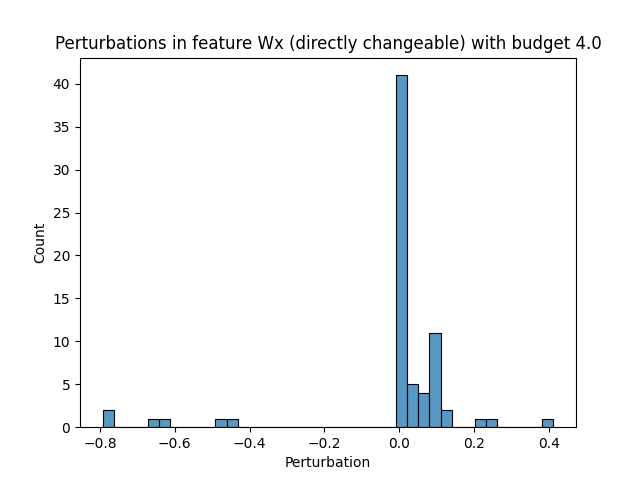 Perturbations in feature Wx (directly changeable) with budget 4.0
40
35
30
25
20
15
10
5
0
Count
−0.8 −0.6 −0.4 −0.2 0.0 0.2 0.4
Perturbation